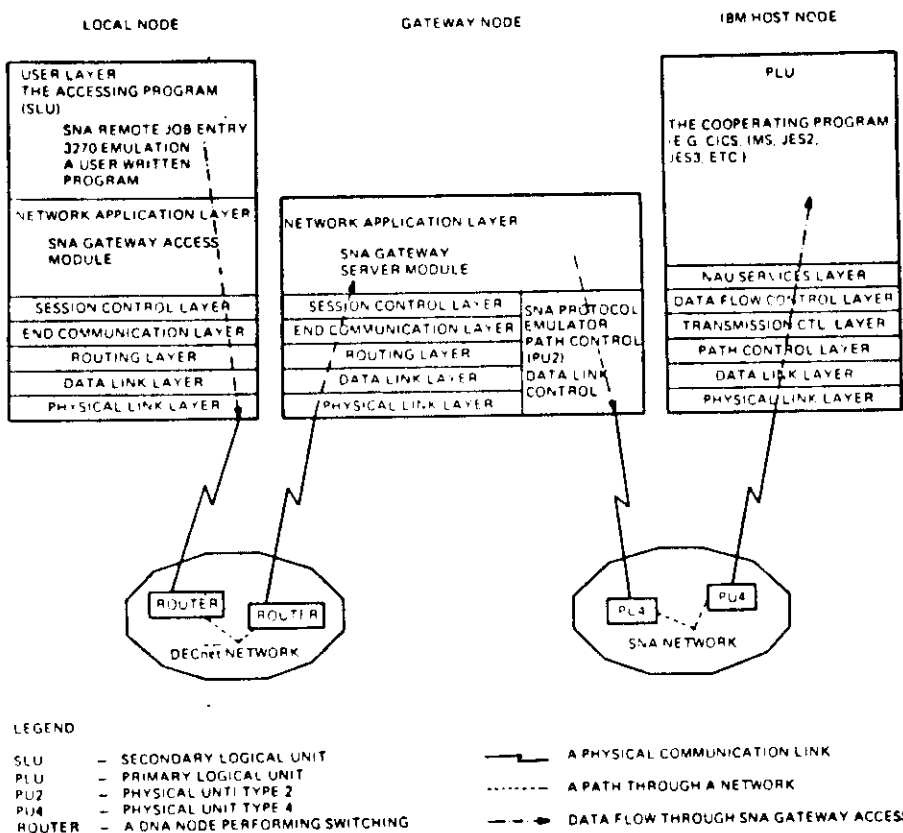 LOCAL NODE
GATEWAY NODE
IBM HOST NODE
USER LAYER
THE ACCESSING PROGRAM
(SLU)
SNA REMOTE JOB ENTRY
3270 EMULATION
A USER WRITTEN
PROGRAM
NETWORK APPLICATION LAYER
SNA GATEWAY ACCESS
MODULE
SESSION CONTROL LAYER
END COMMUNICATION LAYER
ROUTING LAYER
DATA LINK LAYER
PHYSICAL LINK LAYER
NETWORK APPLICATION LAYER
SNA GATEWAY
SERVER MODULE
SESSION CONTROL LAYER
END COMMUNICATION LAYER
ROUTING LAYER
DATA LINK LAYER
PHYSICAL LINK LAYER
SNA PROTOCOL
EMULATOR
PATH CONTROL
(PU2)
DATA LINK
CONTROL
PLU
THE COOPERATING PROGRAM
(E.G. CICS, IMS, JES2,
JES3, ETC)
NAU SERVICES LAYER
DATA FLOW CONTROL LAYER
TRANSMISSION CTL LAYER
PATH CONTROL LAYER
DATA LINK LAYER
PHYSICAL LINK LAYER
ROUTER
ROUTER
DECnet NETWORK
PU4
PU4
SNA NETWORK
LEGEND
SLU – SECONDARY LOGICAL UNIT
PLU – PRIMARY LOGICAL UNIT
PU2 – PHYSICAL UNTI TYPE 2
PU4 – PHYSICAL UNIT TYPE 4
ROUTER – A DNA NODE PERFORMING SWITCHING
A PHYSICAL COMMUNICATION LINK
A PATH THROUGH A NETWORK
DATA FLOW THROUGH SNA GATEWAY ACCESS